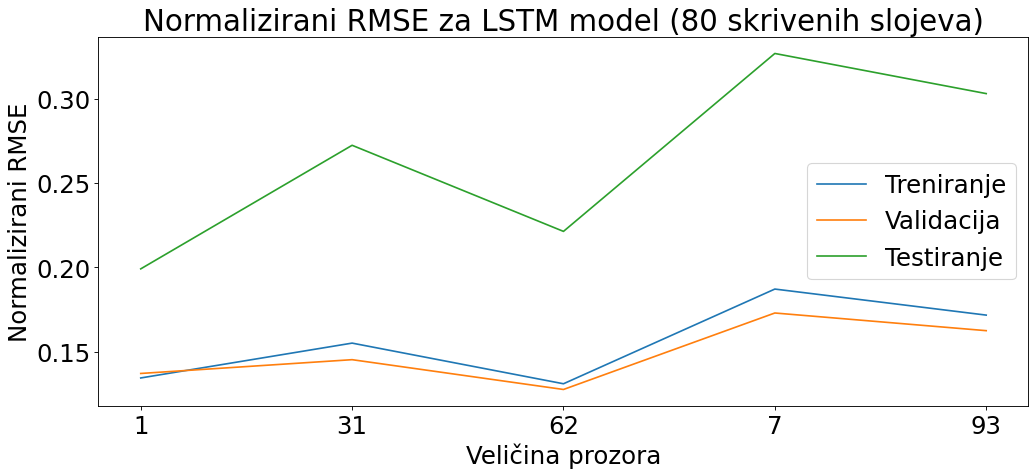 Normalizirani RMSE za LSTM model (80 skrivenih slojeva)
Normalizirani RMSE
0.30
0.25
0.20
0.15
Treniranje
Validacija
Testiranje
1 31 62 7 93
Veličina prozora